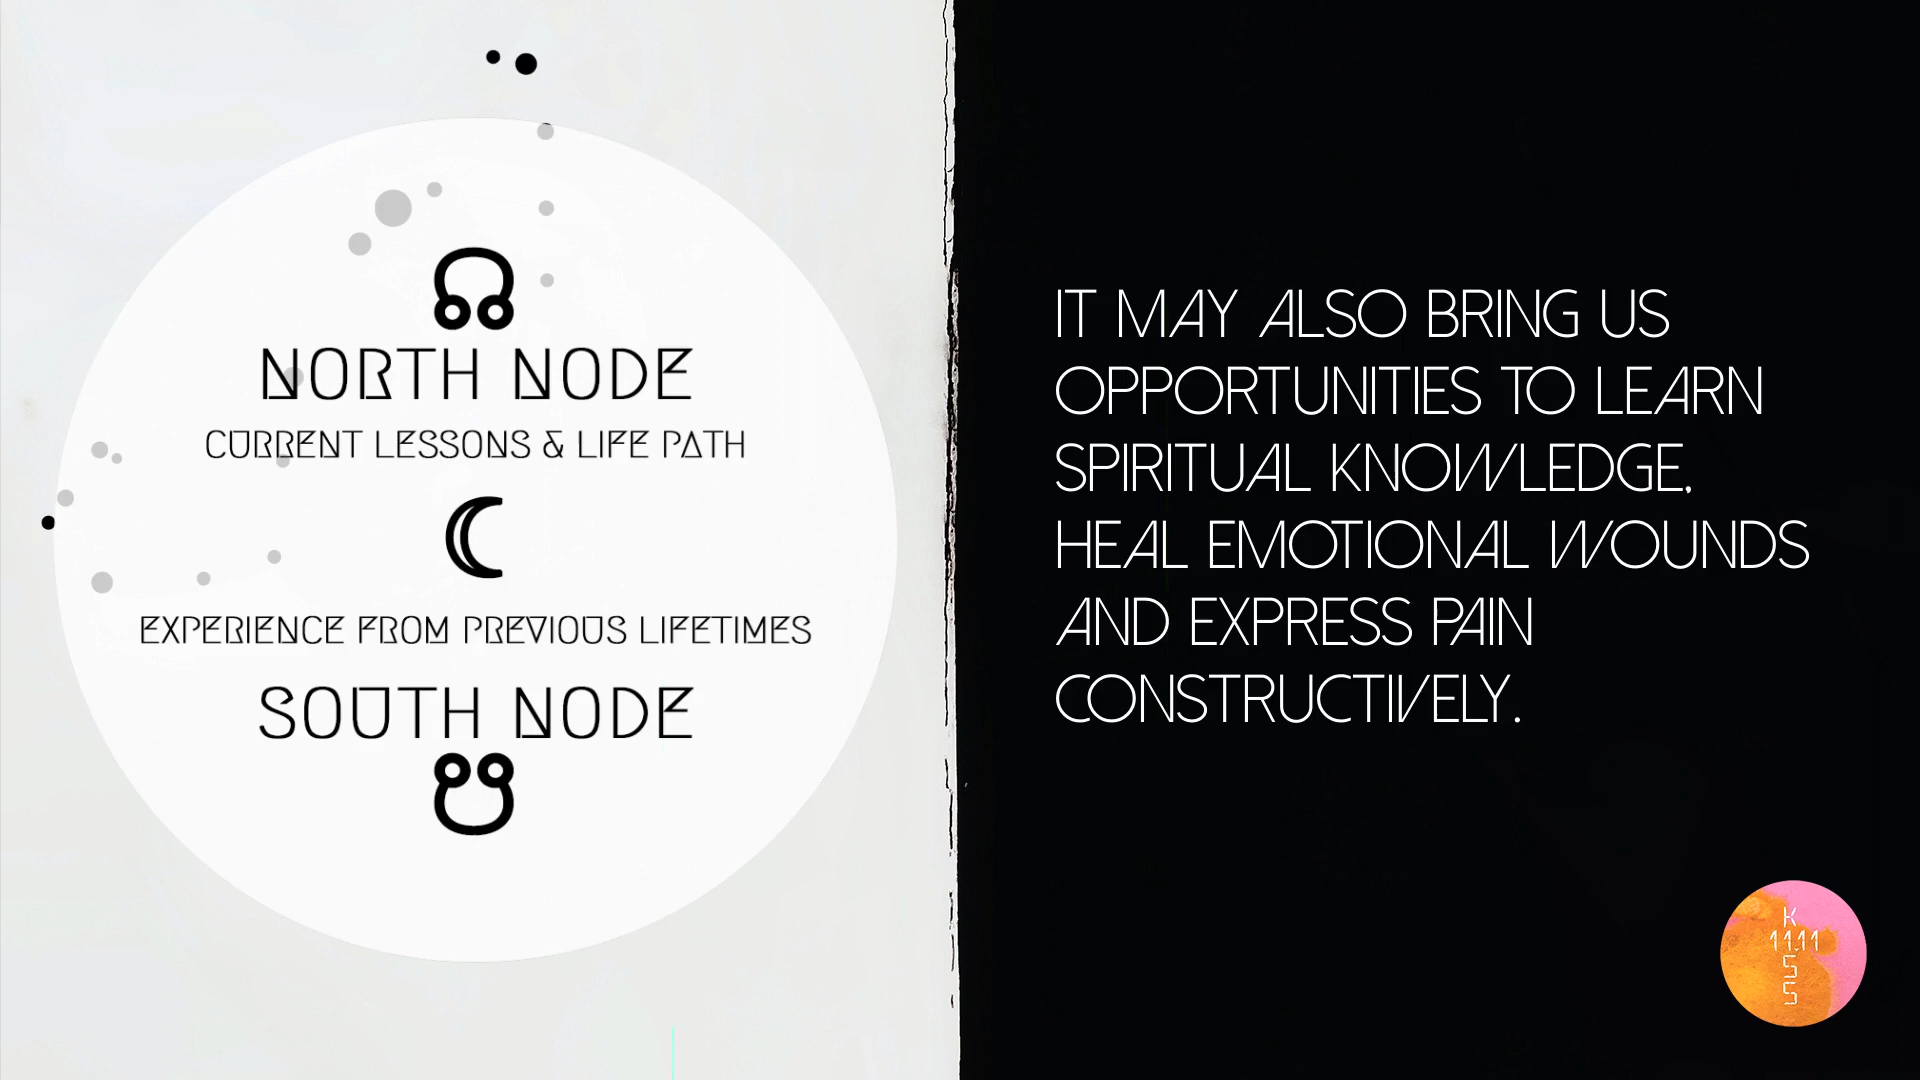 NORTH NODE
CURRENT LESSONS & LIFE PATH
EXPERIENCE FROM PREVIOUS LIFETIMES
SOUTH NODE
IT MAY ALSO BRING US
OPPORTUNITIES TO LEARN
SPIRITUAL KNOWLEDGE,
HEAL EMOTIONAL WOUNDS
AND EXPRESS PAIN
CONSTRUCTIVELY.
K
11.11
S
S